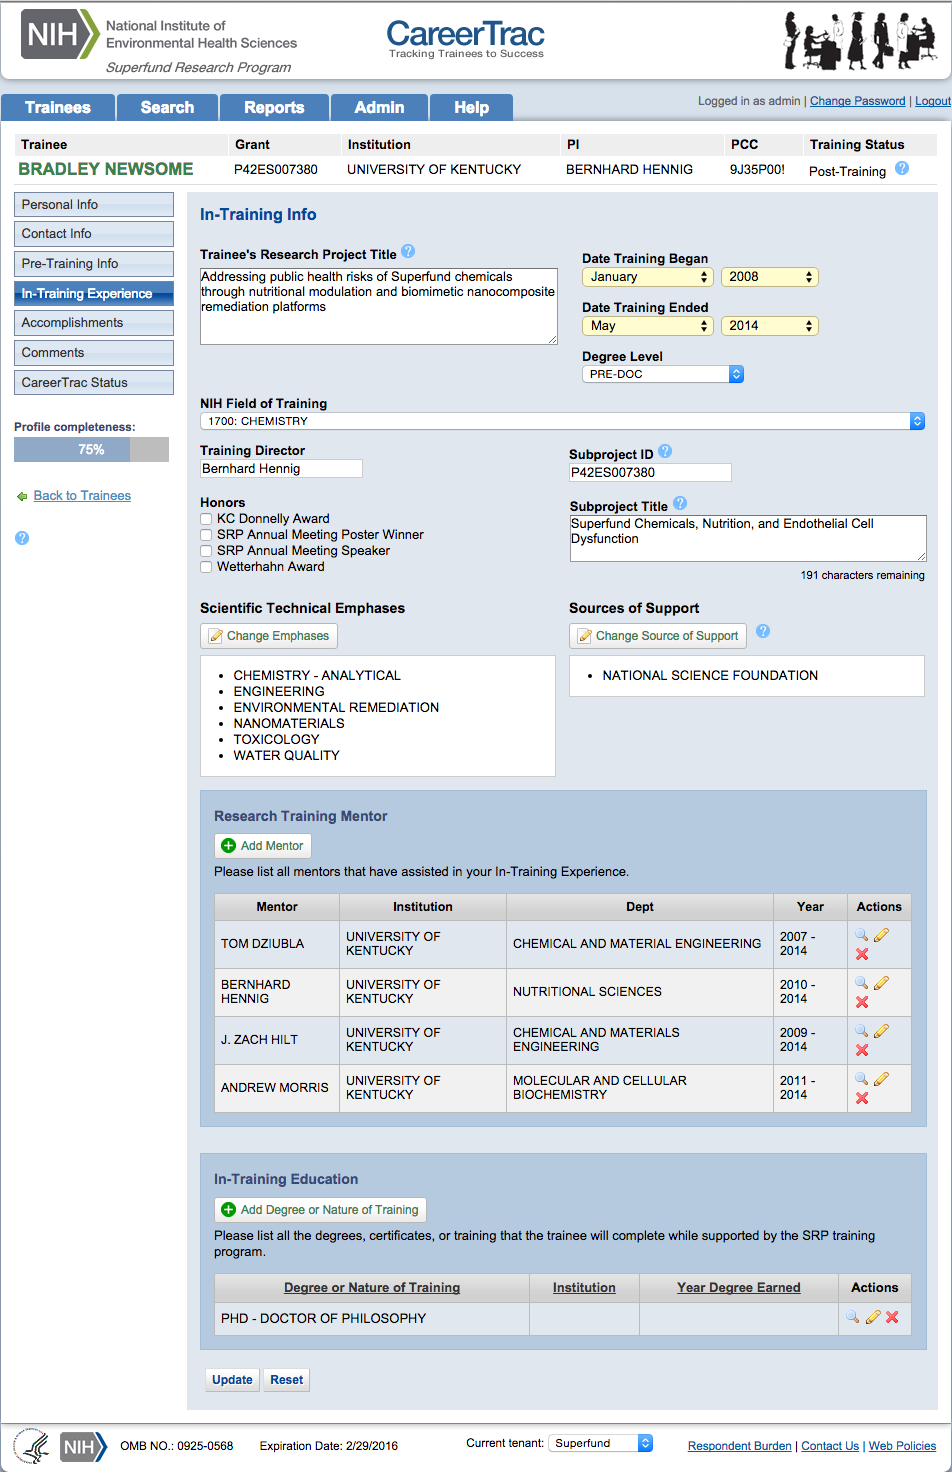 NIH
National Institute of
Environmental Health Sciences
Superfund Research Program
CareerTrac
Tracking Trainees to Success
Trainees Search Reports Admin Help
Logged in as admin | Change Password | Logout
Trainee Grant Institution PI PCC Training Status
BRADLEY NEWSOME P42ES007380 UNIVERSITY OF KENTUCKY BERNHARD HENNIG 9J35P00! Post-Training ?
Personal Info
Contact Info
Pre-Training Info
In-Training Experience
Accomplishments
Comments
CareerTrac Status
Profile completeness:
75%
Back to Trainees
?
In-Training Info
Trainee's Research Project Title ?
Addressing public health risks of Superfund chemicals
through nutritional modulation and biomimetic nanocomposite
remediation platforms
Date Training Began
January 2008
Date Training Ended
May 2014
Degree Level
PRE-DOC
NIH Field of Training
1700: CHEMISTRY
Training Director
Bernhard Hennig
Subproject ID ?
P42ES007380
Honors
KC Donnelly Award
SRP Annual Meeting Poster Winner
SRP Annual Meeting Speaker
Wetterhahn Award
Subproject Title ?
Superfund Chemicals, Nutrition, and Endothelial Cell
Dysfunction
191 characters remaining
Scientific Technical Emphases
Change Emphases
CHEMISTRY - ANALYTICAL
ENGINEERING
ENVIRONMENTAL REMEDIATION
NANOMATERIALS
TOXICOLOGY
WATER QUALITY
Sources of Support
Change Source of Support ?
NATIONAL SCIENCE FOUNDATION
Research Training Mentor
Add Mentor
Please list all mentors that have assisted in your In-Training Experience.
Mentor Institution Dept Year Actions
TOM DZIUBLA UNIVERSITY OF KENTUCKY CHEMICAL AND MATERIAL ENGINEERING 2007 - 2014
BERNHARD HENNIG UNIVERSITY OF KENTUCKY NUTRITIONAL SCIENCES 2010 - 2014
J. ZACH HILT UNIVERSITY OF KENTUCKY CHEMICAL AND MATERIALS ENGINEERING 2009 - 2014
ANDREW MORRIS UNIVERSITY OF KENTUCKY MOLECULAR AND CELLULAR BIOCHEMISTRY 2011 - 2014
In-Training Education
Add Degree or Nature of Training
Please list all the degrees, certificates, or training that the trainee will complete while supported by the SRP training
program.
Degree or Nature of Training Institution Year Degree Earned Actions
PHD - DOCTOR OF PHILOSOPHY
Update Reset
NIH OMB NO.: 0925-0568 Expiration Date: 2/29/2016 Current tenant: Superfund Respondent Burden | Contact Us | Web Policies